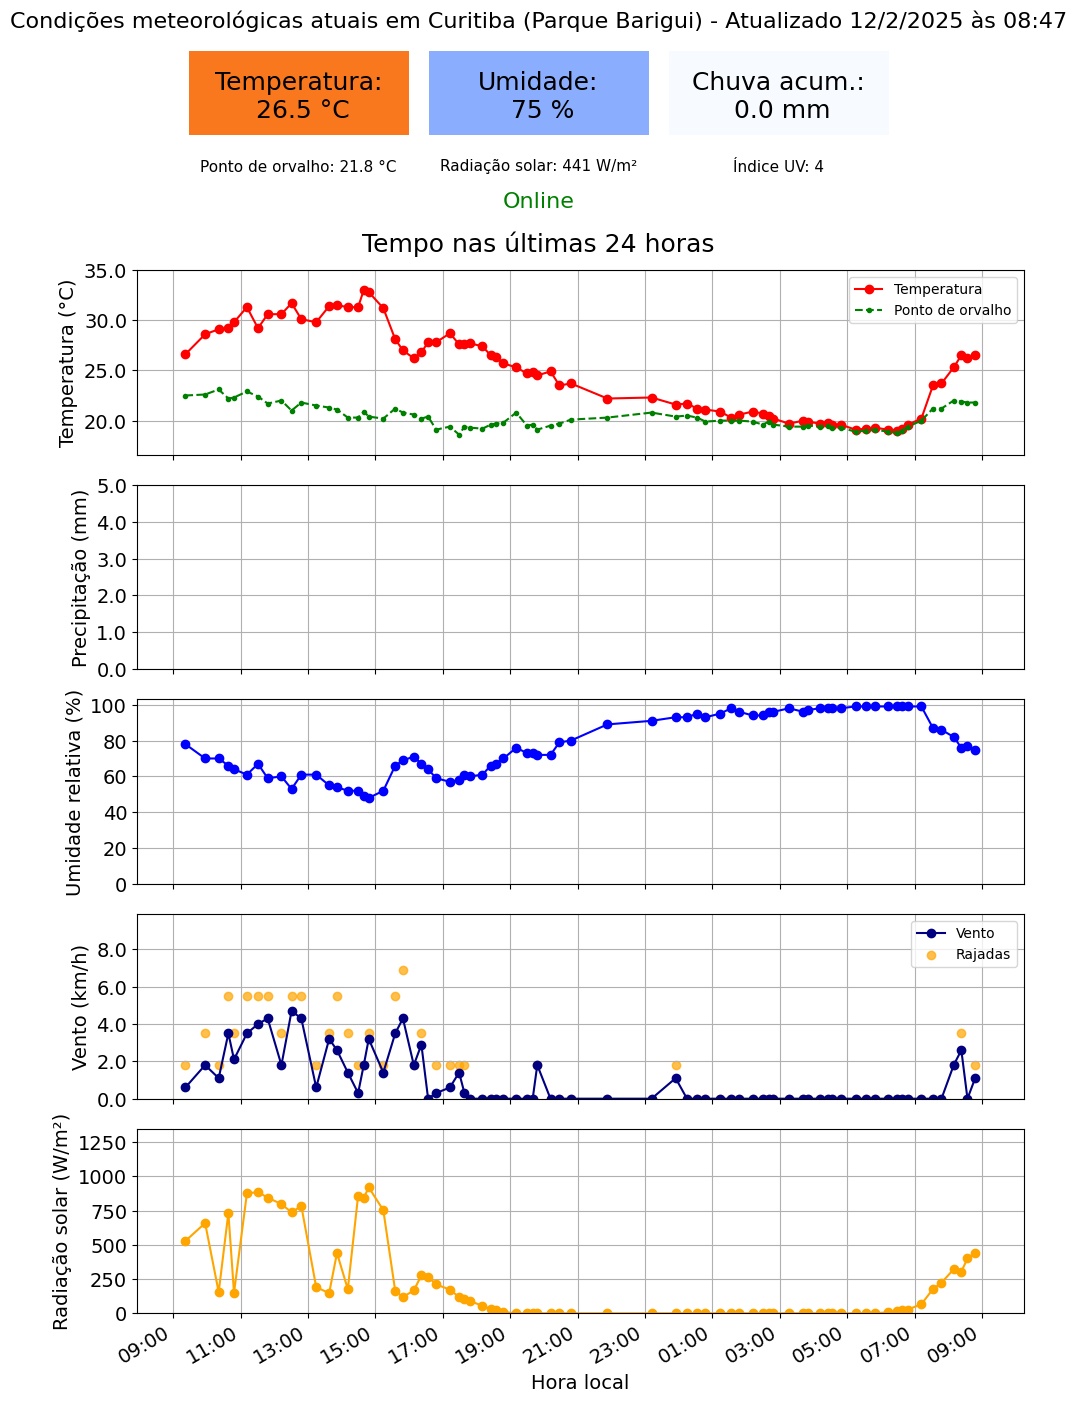 Condições meteorológicas atuais em Curitiba (Parque Barigui) - Atualizado 12/2/2025 às 08:47
Temperatura:
26.5 °C
Umidade:
75 %
Chuva acum.:
0.0 mm
Ponto de orvalho: 21.8 °C
Radiação solar: 441 W/m²
Índice UV: 4
Online
Tempo nas últimas 24 horas
Temperatura (°C)
35.0
30.0
25.0
20.0
Temperatura
Ponto de orvalho
Precipitação (mm)
5.0
4.0
3.0
2.0
1.0
0.0
Umidade relativa (%)
100
80
60
40
20
0
Vento (km/h)
8.0
6.0
4.0
2.0
0.0
Vento
Rajadas
Radiação solar (W/m²)
1250
1000
750
500
250
0
09:00
11:00
13:00
15:00
17:00
19:00
21:00
23:00
01:00
03:00
05:00
07:00
09:00
Hora local